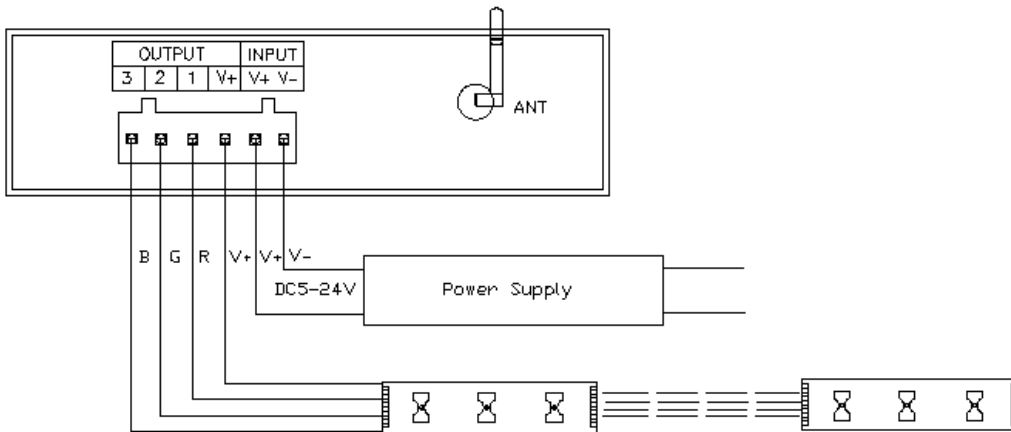 OUTPUT INPUT
3 2 1 V+ V+ V-
ANT
B G R V+ V+ V-
DC5-24V Power Supply